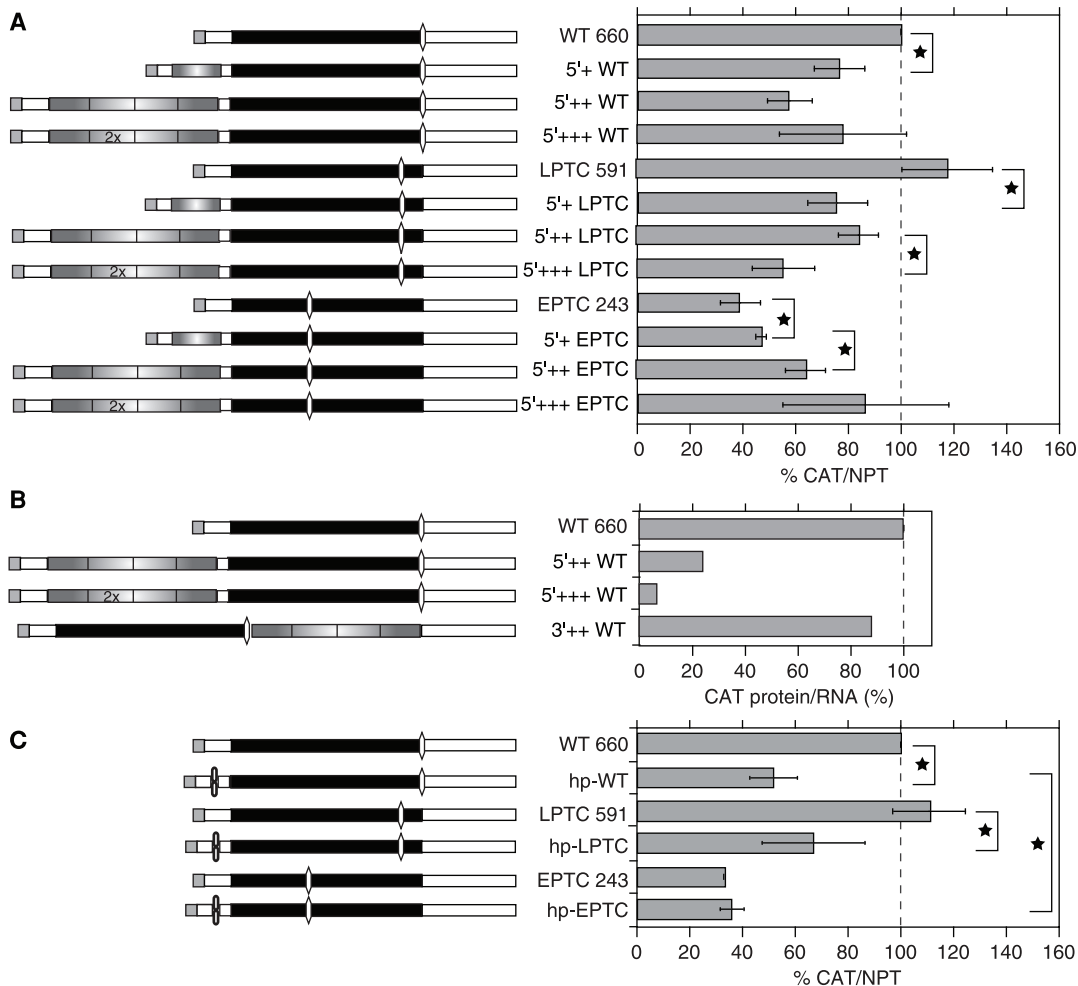 A
WT 660
5'+ WT
5'++ WT
2x
5'+++ WT
LPTC 591
5'+ LPTC
5'++ LPTC
2x
5'+++ LPTC
EPTC 243
5'+ EPTC
5'++ EPTC
2x
5'+++ EPTC
0 20 40 60 80 100 120 140 160
% CAT/NPT
B
WT 660
5'++ WT
2x
5'+++ WT
3'++ WT
0 20 40 60 80 100
CAT protein/RNA (%)
C
WT 660
hp-WT
LPTC 591
hp-LPTC
EPTC 243
hp-EPTC
0 20 40 60 80 100 120 140 160
% CAT/NPT